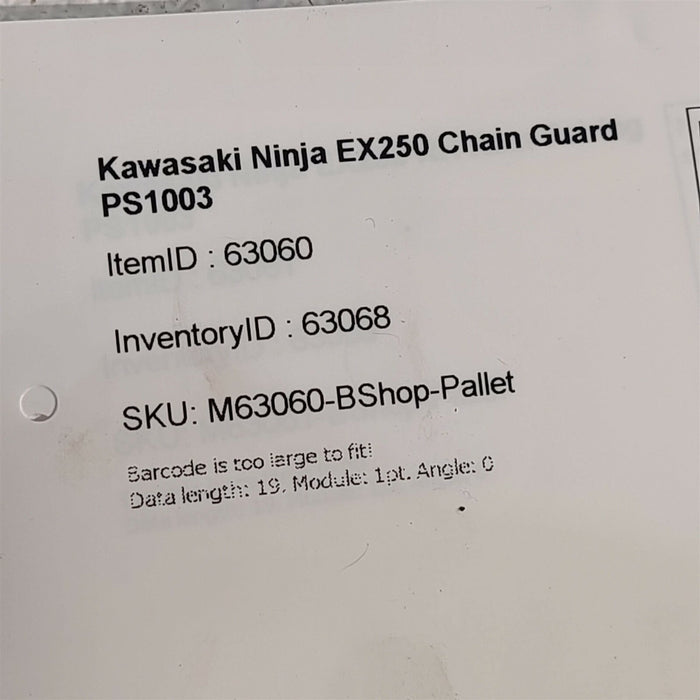 Kawasaki Ninja EX250 Chain Guard
PS1003
ItemID : 63060
InventoryID : 63068
SKU: M63060-BShop-Pallet
Barcode is too large to fit!
Data length: 19, Module: 1pt. Angle: 0